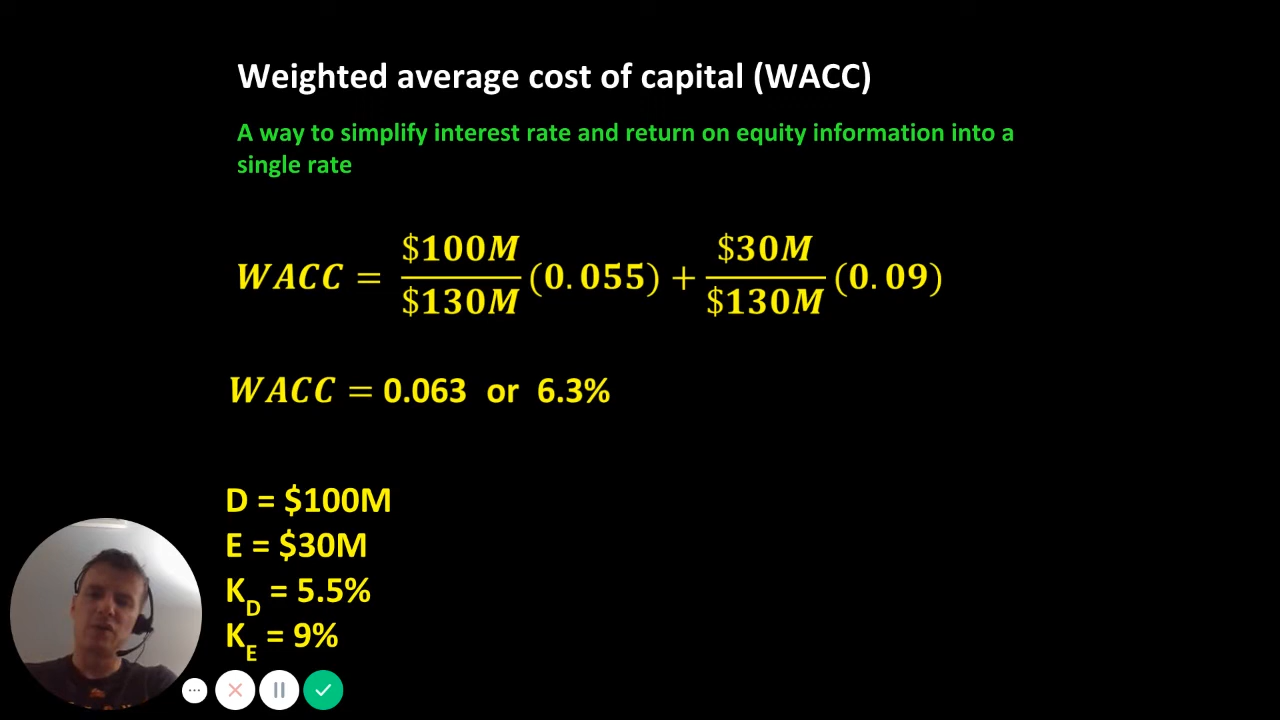 Weighted average cost of capital (WACC)
A way to simplify interest rate and return on equity information into a
single rate
WACC = $100M/$130M (0.055) + $30M/$130M (0.09)
WACC = 0.063 or 6.3%
D = $100M
E = $30M
K_D = 5.5%
K_E = 9%